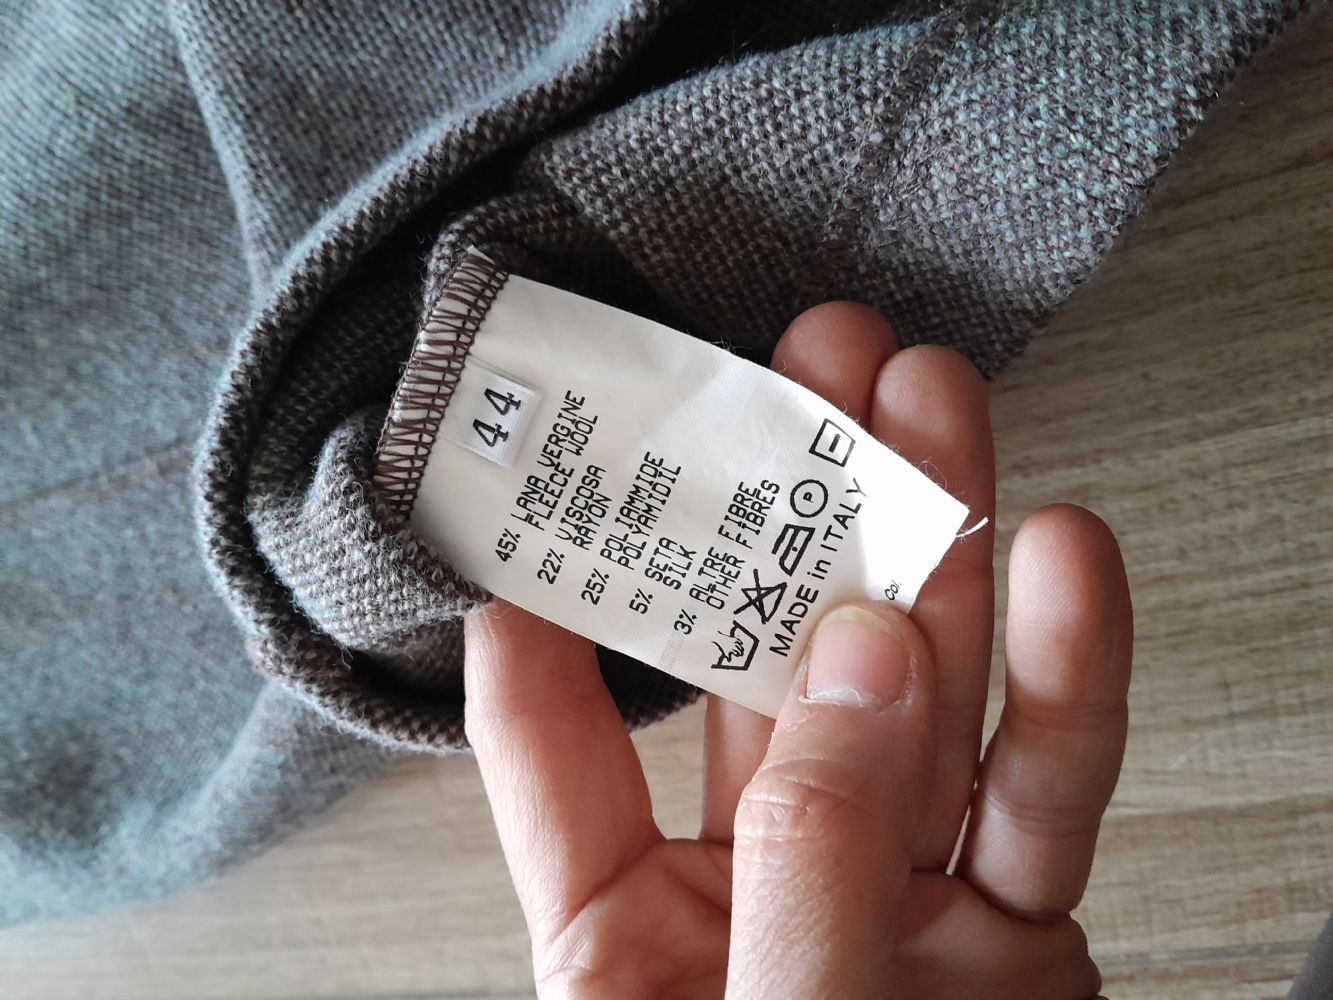 44
45% LANA VERGINE
FLEECE WOOL
22% VISCOSA
RAYON
25% POLIAMMIDE
POLYAMIDIL
5% SETA
SILK
3% ALTRE FIBRE
OTHER FIBRES
P
MADE in ITALY
Col.